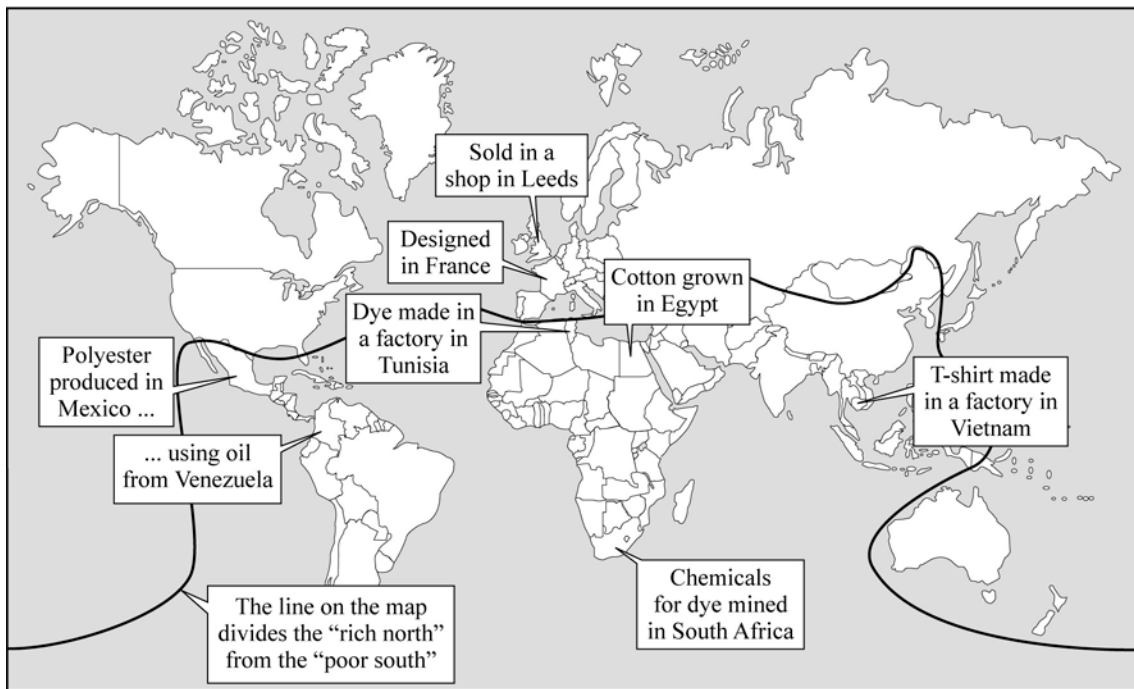 Sold in a
shop in Leeds
Designed
in France
Cotton grown
in Egypt
Dye made in
a factory in
Tunisia
Polyester
produced in
Mexico ...
T-shirt made
in a factory in
Vietnam
... using oil
from Venezuela
Chemicals
for dye mined
in South Africa
The line on the map
divides the “rich north”
from the “poor south”